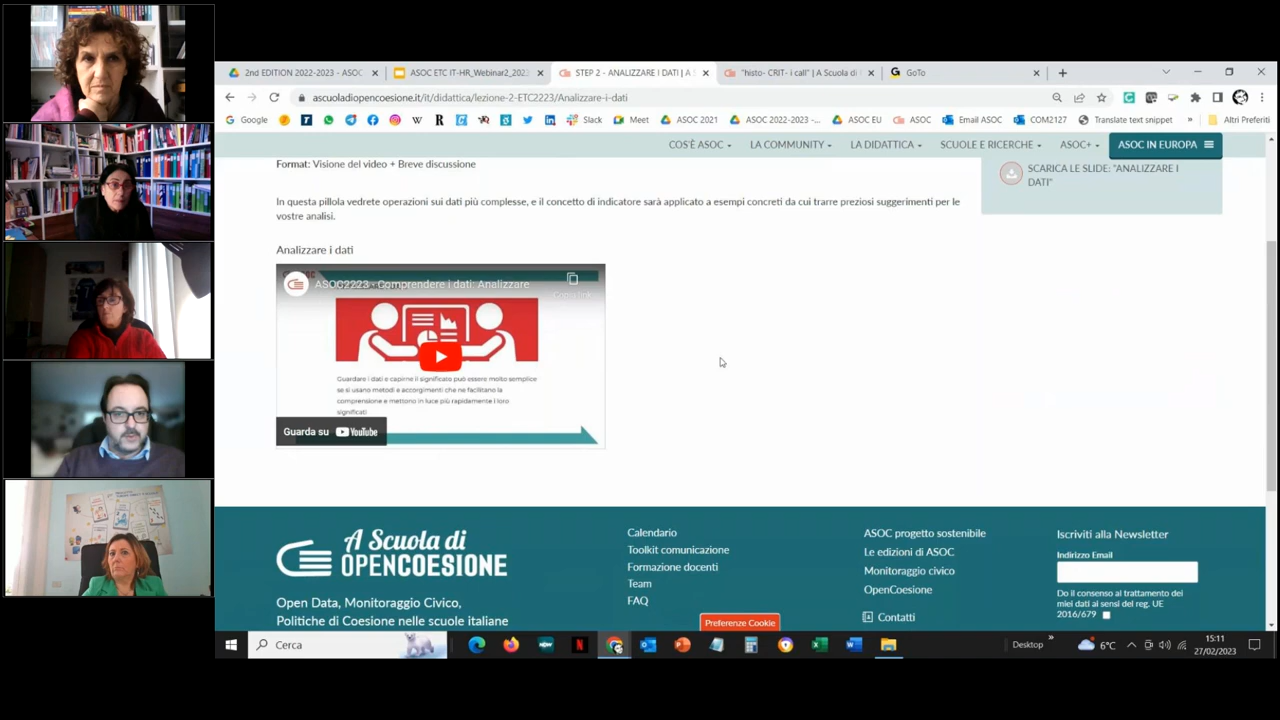 2nd EDITION 2022-2023 - ASOC
ASOC ETC IT-HR_Webinar2_202
STEP 2 - ANALIZZARE I DATI | A S
"histo- CRIT- i call" | A Scuola di
GoTo
ascuoladiopencoesione.it/it/didattica/lezione-2-ETC2223/Analizzare-i-dati
Google
Slack
Meet
ASOC 2021
ASOC 2022-2023 -...
ASOC EU
ASOC
Email ASOC
COM2127
Translate text snippet
»
Altri Preferiti
COS'È ASOC
LA COMMUNITY
LA DIDATTICA
SCUOLE E RICERCHE
ASOC+
ASOC IN EUROPA
Format: Visione del video + Breve discussione
SCARICA LE SLIDE: "ANALIZZARE I
DATI"
In questa pillola vedrete operazioni sui dati più complesse, e il concetto di indicatore sarà applicato a esempi concreti da cui trarre preziosi suggerimenti per le
vostre analisi.
Analizzare i dati
ASOC2223 - Comprendere i dati: Analizzare
Copia link
Guardare i dati e capirne il significato può essere molto semplice
se si usano metodi e accorgimenti che ne facilitano la
comprensione e mettono in luce più rapidamente i loro
significati
Guarda su YouTube
A Scuola di
OPENCOESIONE
Open Data, Monitoraggio Civico,
Politiche di Coesione nelle scuole italiane
Calendario
Toolkit comunicazione
Formazione docenti
Team
FAQ
Preferenze Cookie
ASOC progetto sostenibile
Le edizioni di ASOC
Monitoraggio civico
OpenCoesione
Contatti
Iscriviti alla Newsletter
Indirizzo Email
Do il consenso al trattamento dei
miei dati ai sensi del reg. UE
2016/679
Cerca
Desktop
»
6°C
15:11
27/02/2023